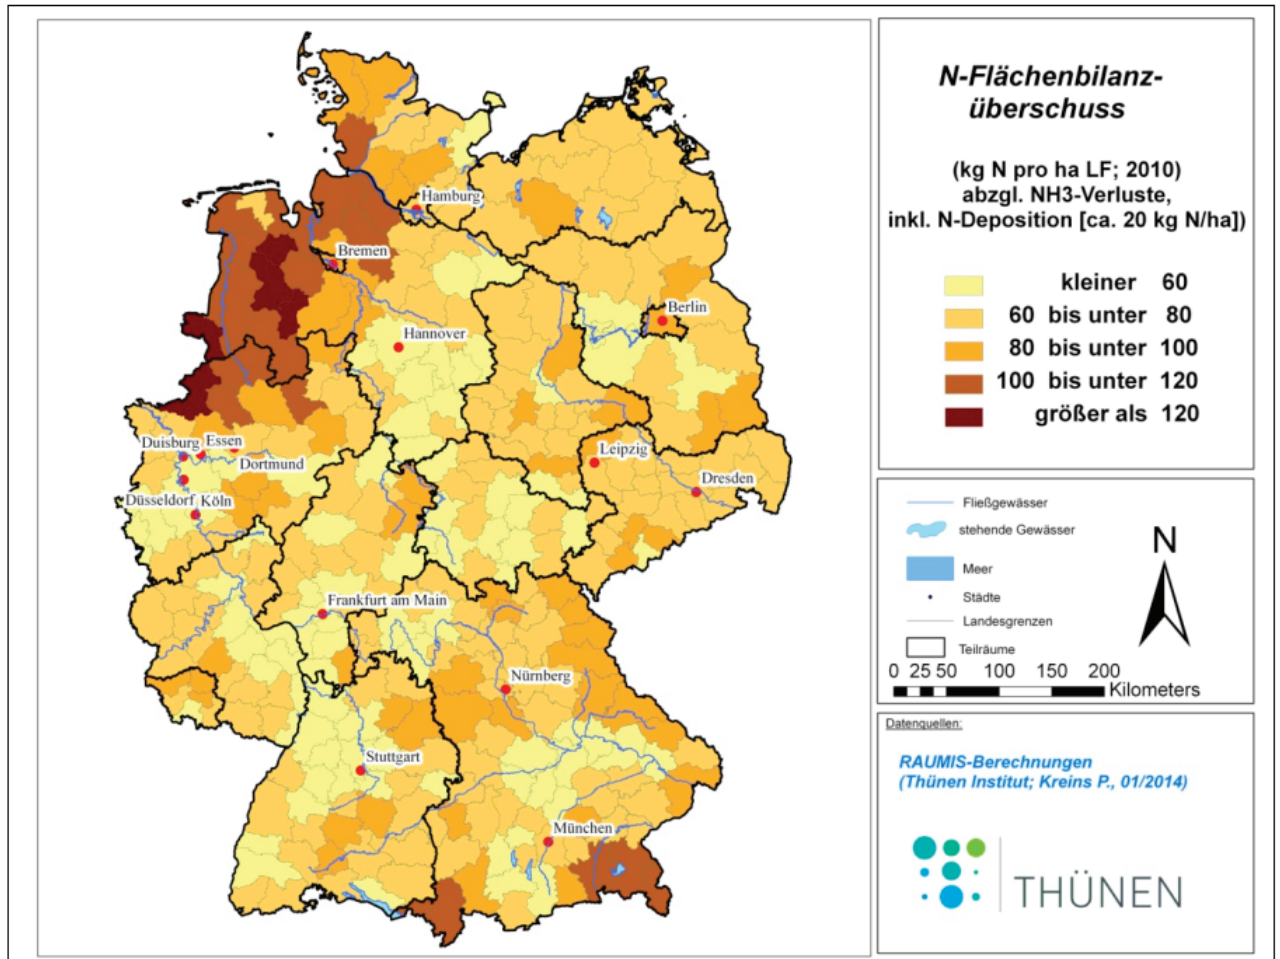 Hamburg
Bremen
Berlin
Hannover
Duisburg
Essen
Dortmund
Leipzig
Dresden
Düsseldorf
Köln
Frankfurt am Main
Nürnberg
Stuttgart
München
N-Flächenbilanz-
überschuss
(kg N pro ha LF; 2010)
abzgl. NH3-Verluste,
inkl. N-Deposition [ca. 20 kg N/ha])
kleiner 60
60 bis unter 80
80 bis unter 100
100 bis unter 120
größer als 120
Fließgewässer
stehende Gewässer
Meer
Städte
Landesgrenzen
Teilräume
N
0 25 50 100 150 200
Kilometers
Datenquellen:
RAUMIS-Berechnungen
(Thünen Institut; Kreins P., 01/2014)
THÜNEN